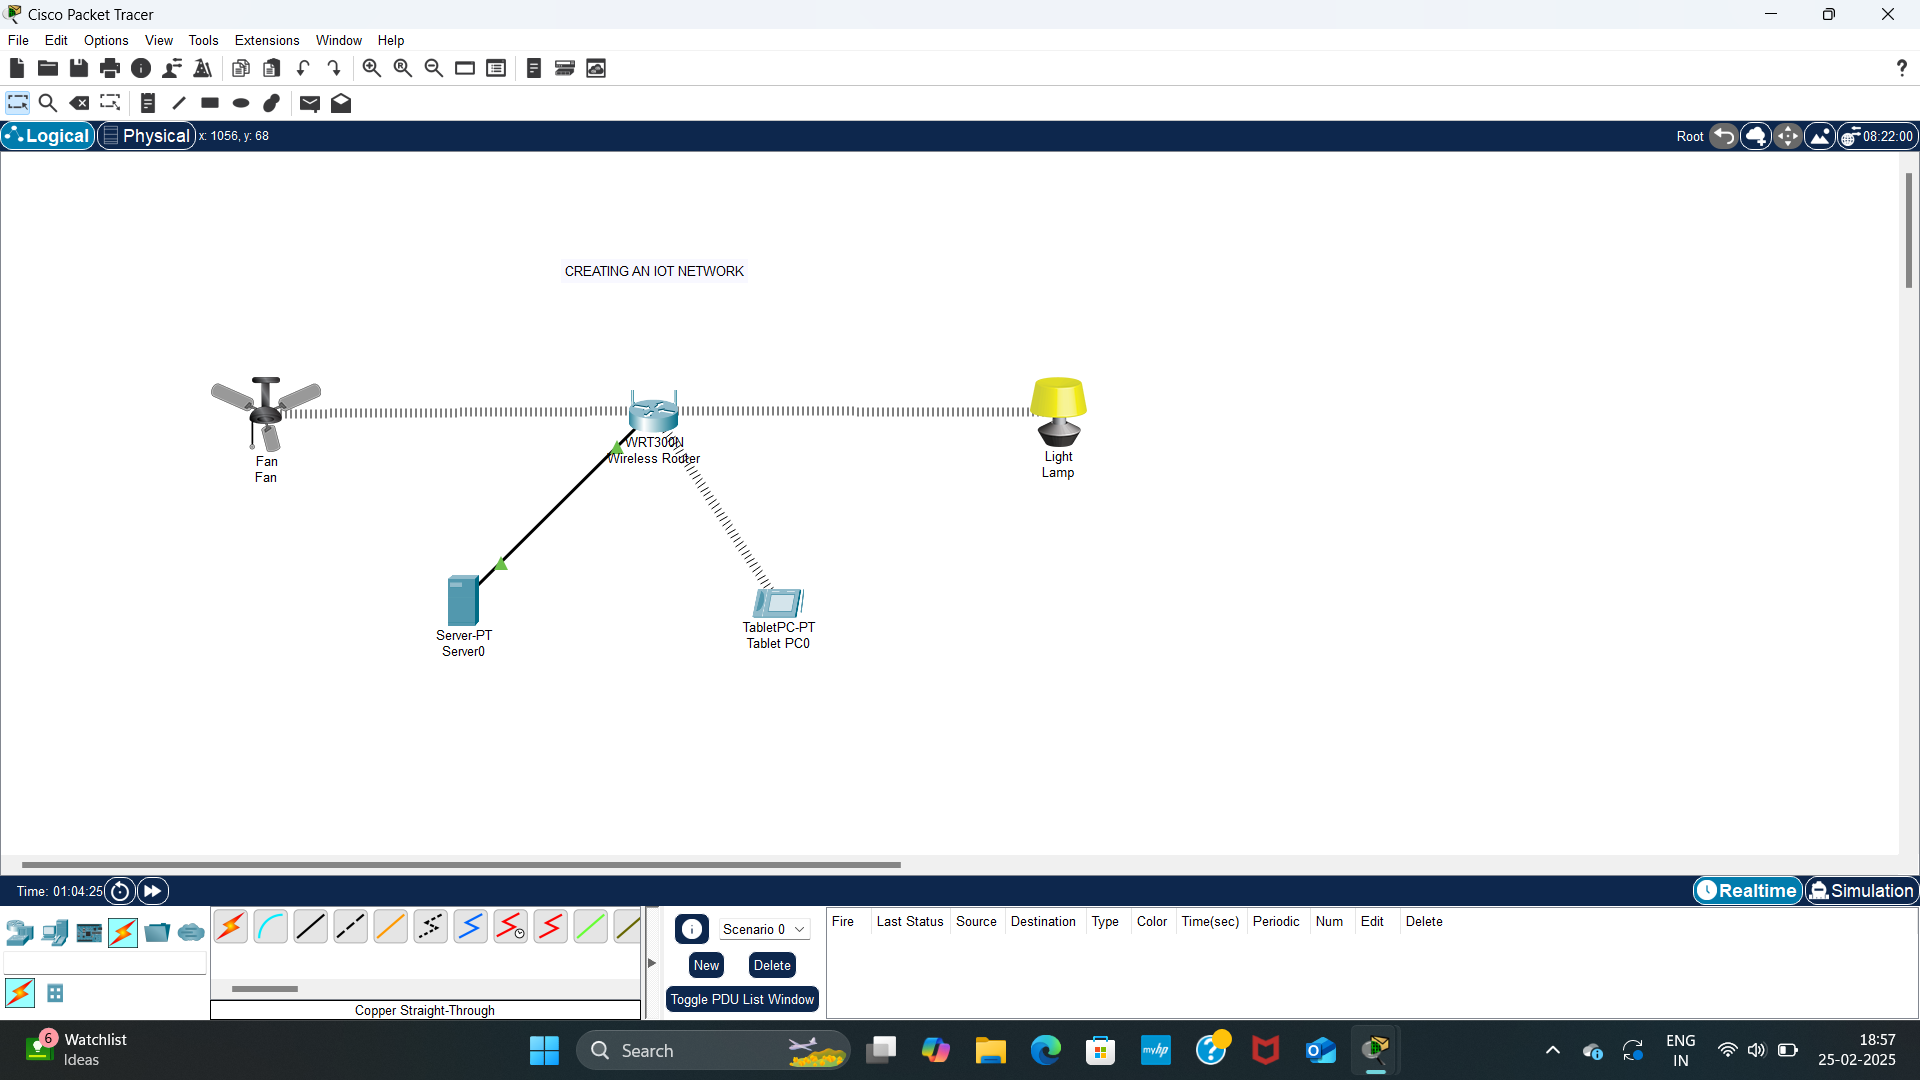 Cisco Packet Tracer
File Edit Options View Tools Extensions Window Help
?
Logical Physical x: 1056, y: 68 Root 08:22:00
CREATING AN IOT NETWORK
WRT300N
Wireless Router
Fan
Fan
Light
Lamp
Server-PT
Server0
TabletPC-PT
Tablet PC0
Time: 01:04:25 Realtime Simulation
Scenario 0
New Delete
Toggle PDU List Window
Fire Last Status Source Destination Type Color Time(sec) Periodic Num Edit Delete
Copper Straight-Through
6 Watchlist
Ideas
Search
myhp
ENG
IN
18:57
25-02-2025